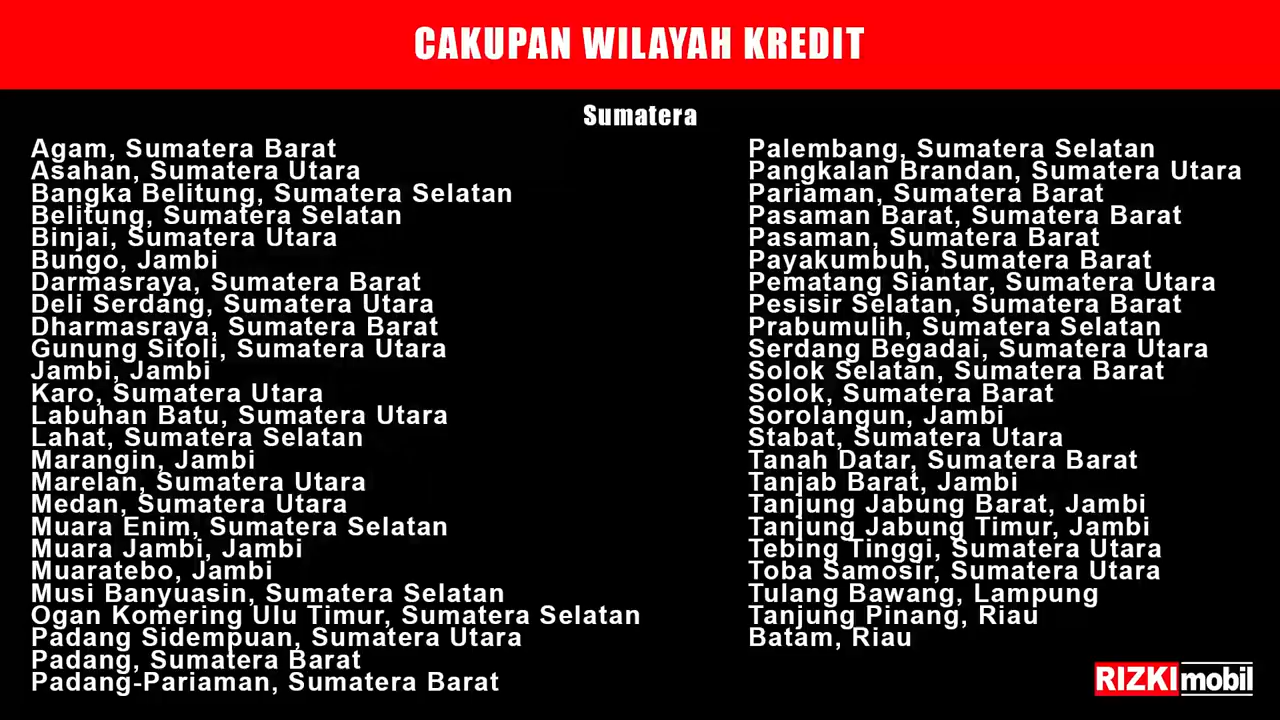 CAKUPAN WILAYAH KREDIT
Sumatera
Agam, Sumatera Barat
Asahan, Sumatera Utara
Bangka Belitung, Sumatera Selatan
Belitung, Sumatera Selatan
Binjai, Sumatera Utara
Bungo, Jambi
Darmasraya, Sumatera Barat
Deli Serdang, Sumatera Utara
Dharmasraya, Sumatera Barat
Gunung Sitoli, Sumatera Utara
Jambi, Jambi
Karo, Sumatera Utara
Labuhan Batu, Sumatera Utara
Lahat, Sumatera Selatan
Marangin, Jambi
Marelan, Sumatera Utara
Medan, Sumatera Utara
Muara Enim, Sumatera Selatan
Muara Jambi, Jambi
Muaratebo, Jambi
Musi Banyuasin, Sumatera Selatan
Ogan Komering Ulu Timur, Sumatera Selatan
Padang Sidempuan, Sumatera Utara
Padang, Sumatera Barat
Padang-Pariaman, Sumatera Barat
Palembang, Sumatera Selatan
Pangkalan Brandan, Sumatera Utara
Pariaman, Sumatera Barat
Pasaman Barat, Sumatera Barat
Pasaman, Sumatera Barat
Payakumbuh, Sumatera Barat
Pematang Siantar, Sumatera Utara
Pesisir Selatan, Sumatera Barat
Prabumulih, Sumatera Selatan
Serdang Begadai, Sumatera Utara
Solok Selatan, Sumatera Barat
Solok, Sumatera Barat
Sorolangun, Jambi
Stabat, Sumatera Utara
Tanah Datar, Sumatera Barat
Tanjab Barat, Jambi
Tanjung Jabung Barat, Jambi
Tanjung Jabung Timur, Jambi
Tebing Tinggi, Sumatera Utara
Toba Samosir, Sumatera Utara
Tulang Bawang, Lampung
Tanjung Pinang, Riau
Batam, Riau
RIZKImobil